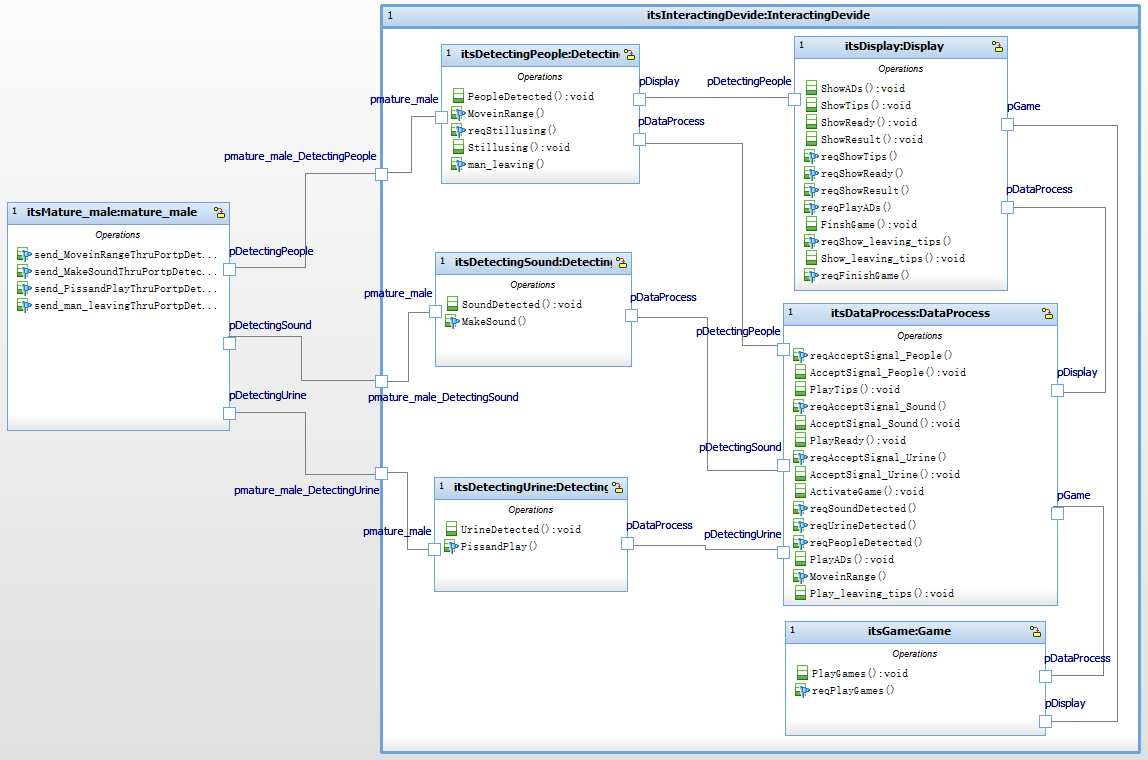 1 itsInteractingDevide:InteractingDevide
1 itsMature_male:mature_male
Operations
send_MoveinRangeThruPortpDet...
send_MakeSoundThruPortpDetec...
send_PissandPlayThruPortpDet...
send_man_leavingThruPortpDet...
pDetectingPeople
pDetectingSound
pDetectingUrine
pmature_male_DetectingPeople
pmature_male_DetectingSound
pmature_male_DetectingUrine
pmature_male
1 itsDetectingPeople:Detectin
Operations
PeopleDetected():void
MoveinRange()
reqStillusing()
Stillusing():void
man_leaving()
pDisplay
pDataProcess
pmature_male
1 itsDetectingSound:Detecting
Operations
SoundDetected():void
MakeSound()
pDataProcess
pmature_male
1 itsDetectingUrine:Detecting
Operations
UrineDetected():void
PissandPlay()
pDataProcess
pDetectingPeople
1 itsDisplay:Display
Operations
ShowADs():void
ShowTips():void
ShowReady():void
ShowResult():void
reqShowTips()
reqShowReady()
reqShowResult()
reqPlayADs()
FinshGame():void
reqShow_leaving_tips()
Show_leaving_tips():void
reqFinishGame()
pGame
pDataProcess
pDetectingPeople
pDetectingSound
pDetectingUrine
1 itsDataProcess:DataProcess
Operations
reqAcceptSignal_People()
AcceptSignal_People():void
PlayTips():void
reqAcceptSignal_Sound()
AcceptSignal_Sound():void
PlayReady():void
reqAcceptSignal_Urine()
AcceptSignal_Urine():void
ActivateGame():void
reqSoundDetected()
reqUrineDetected()
reqPeopleDetected()
PlayADs():void
MoveinRange()
Play_leaving_tips():void
pDisplay
pGame
1 itsGame:Game
Operations
PlayGames():void
reqPlayGames()
pDataProcess
pDisplay